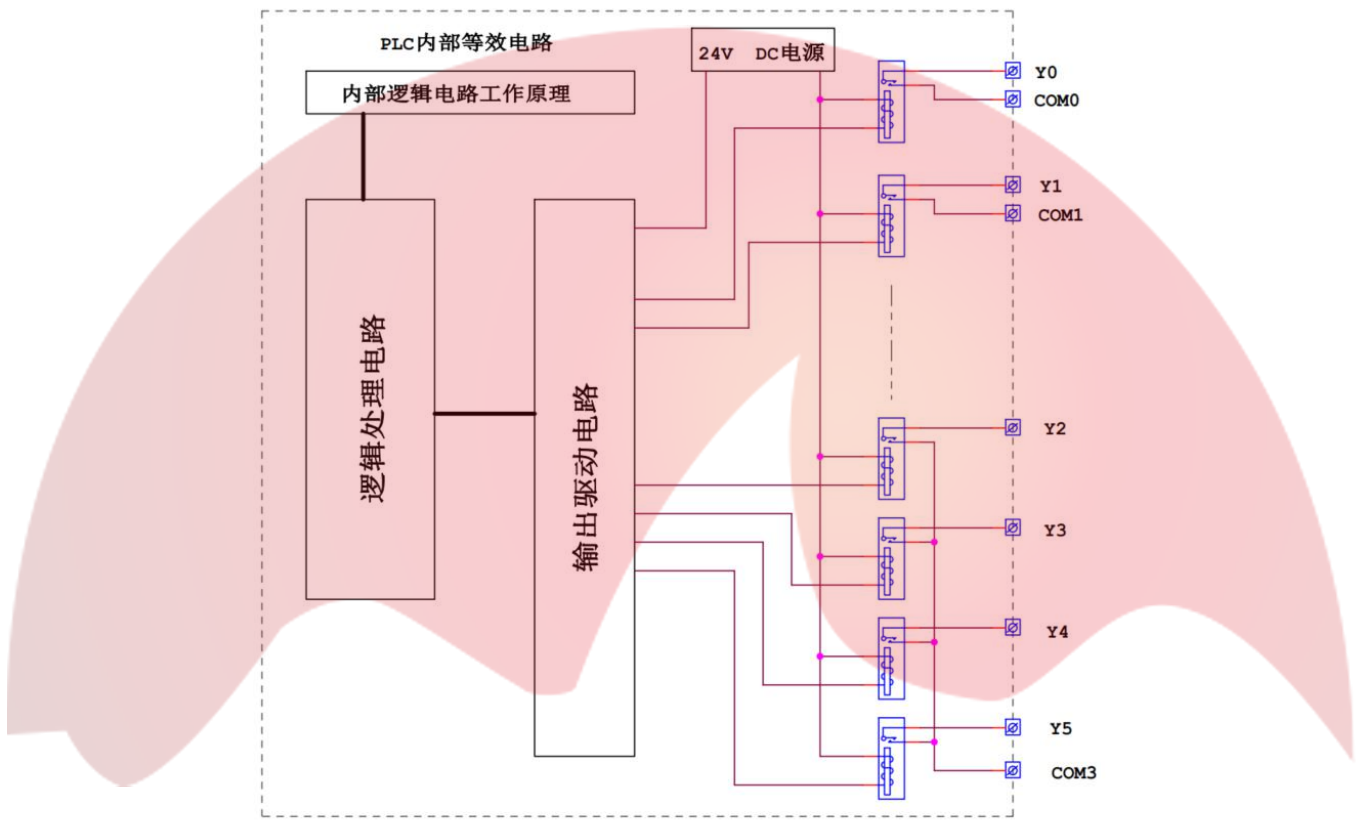 PLC内部等效电路
24V DC电源
内部逻辑电路工作原理
Y0
COM0
Y1
COM1
逻辑处理电路
输出驱动电路
Y2
Y3
Y4
Y5
COM3